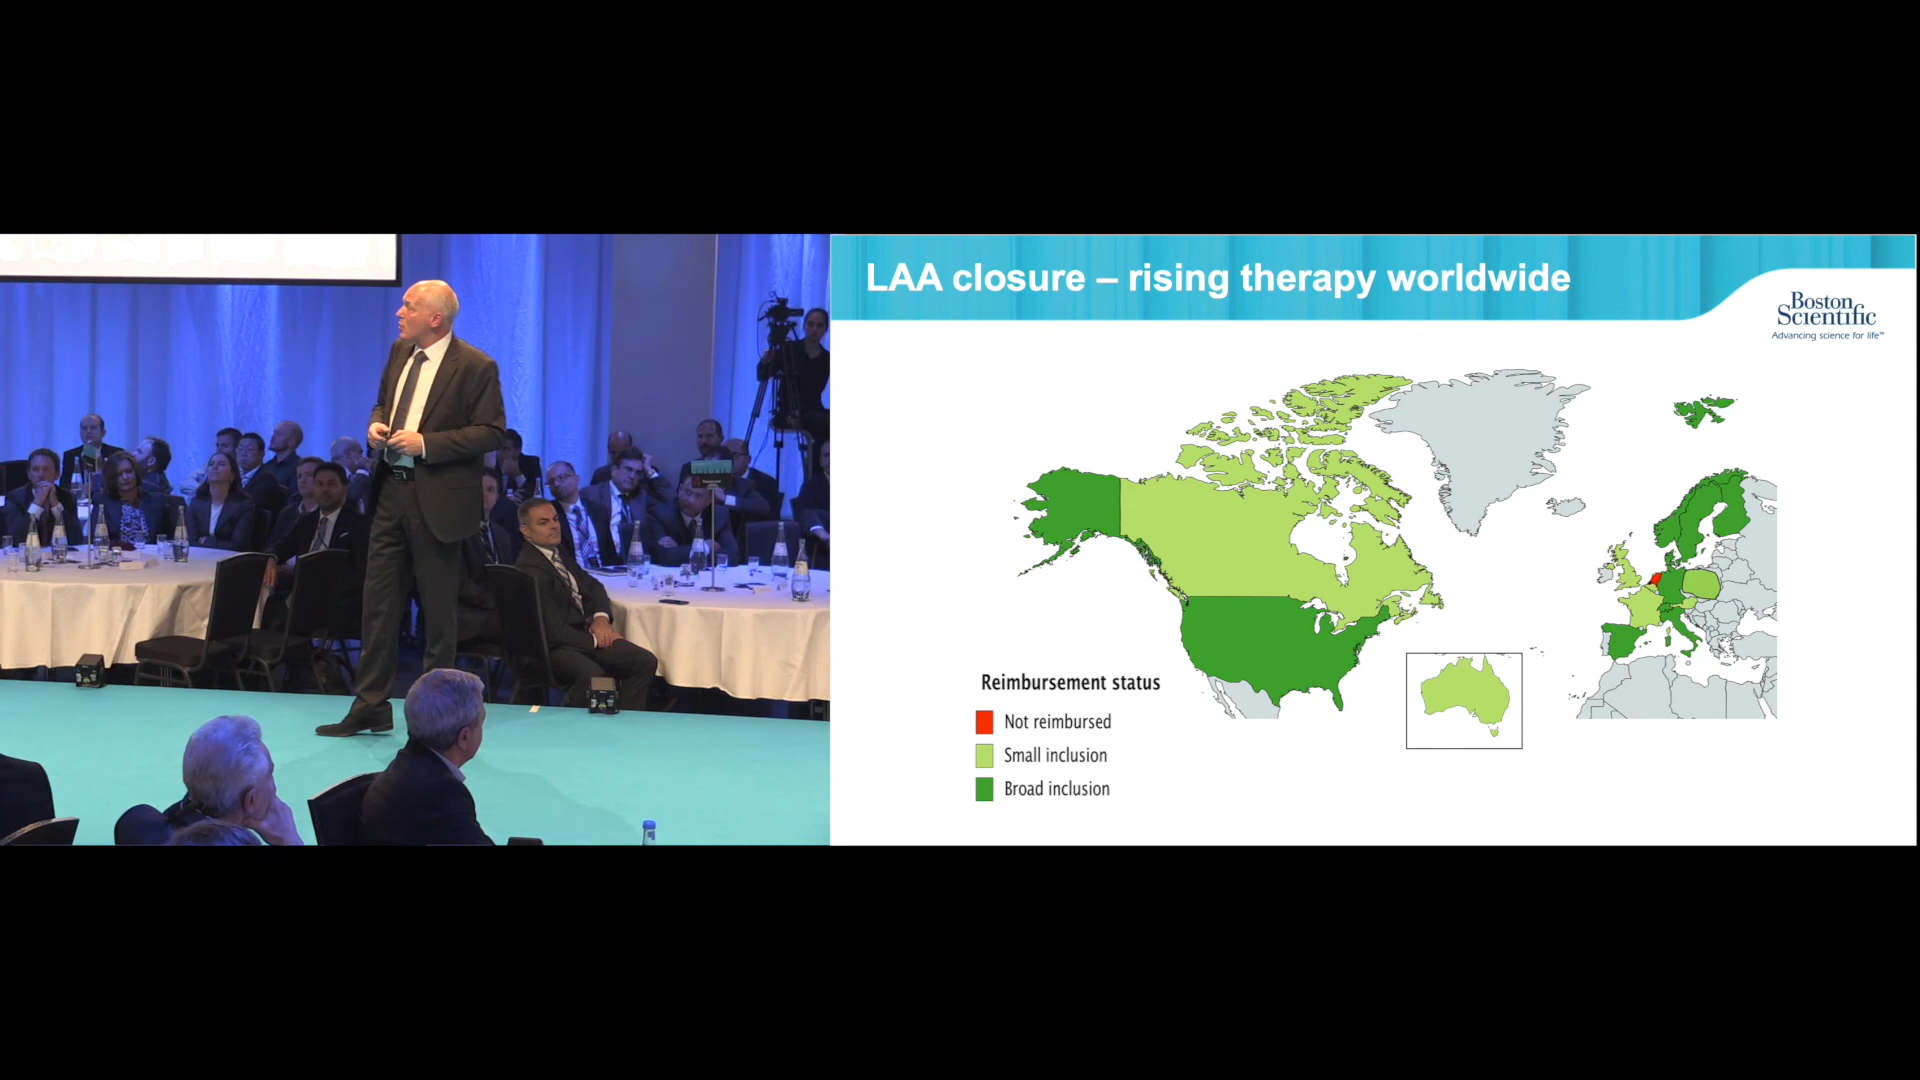 LAA closure – rising therapy worldwide
Boston
Scientific
Advancing science for life™
Reimbursement status
Not reimbursed
Small inclusion
Broad inclusion